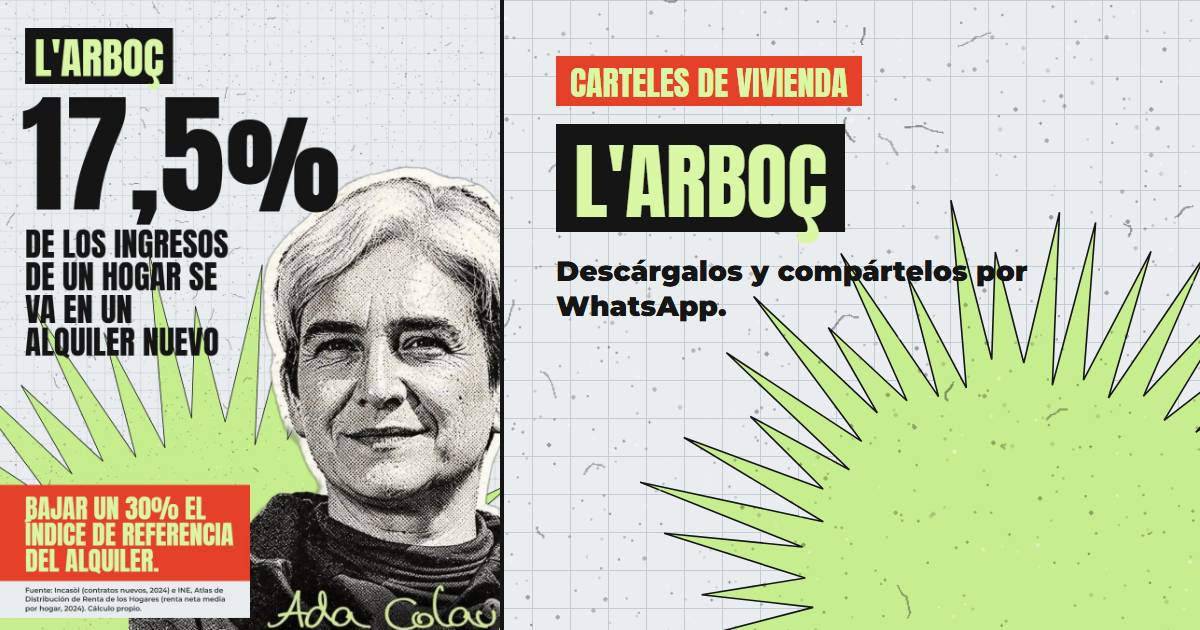 L'ARBOÇ
17,5%
DE LOS INGRESOS
DE UN HOGAR SE
VA EN UN
ALQUILER NUEVO
BAJAR UN 30% EL
ÍNDICE DE REFERENCIA
DEL ALQUILER.
Fuente: Incasòl (contratos nuevos, 2024) e INE, Atlas de
Distribución de Renta de los Hogares (renta neta media
por hogar, 2024). Cálculo propio.
Ada Colau
CARTELES DE VIVIENDA
L'ARBOÇ
Descárgalos y compártelos por
WhatsApp.